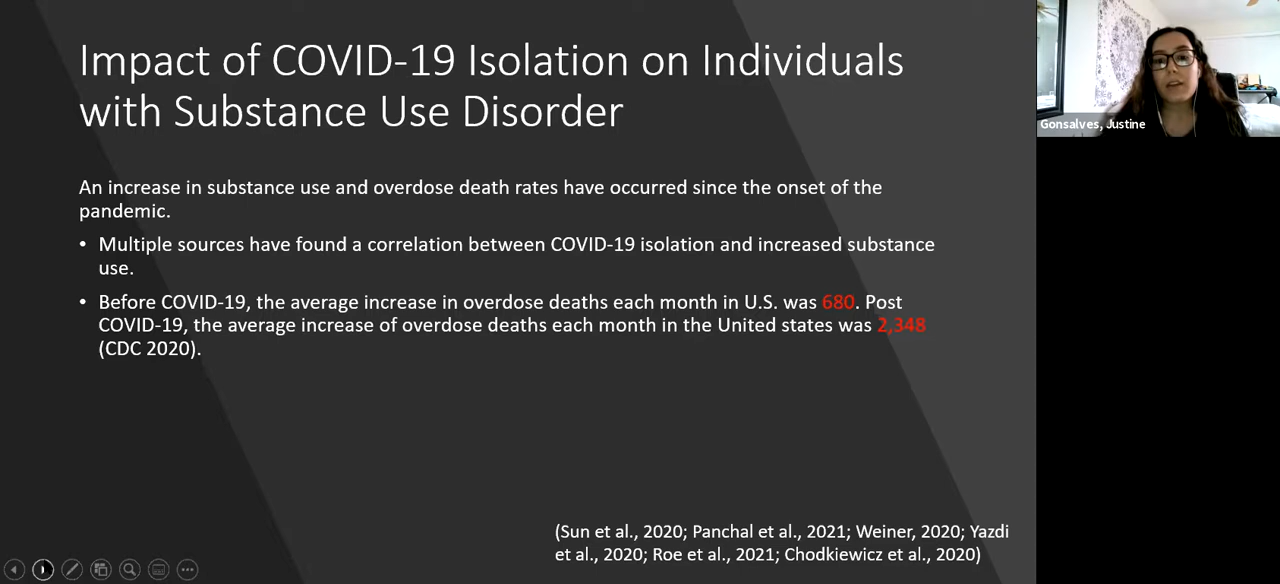 Impact of COVID-19 Isolation on Individuals
with Substance Use Disorder
Gonsalves, Justine
An increase in substance use and overdose death rates have occurred since the onset of the
pandemic.
• Multiple sources have found a correlation between COVID-19 isolation and increased substance
use.
• Before COVID-19, the average increase in overdose deaths each month in U.S. was 680. Post
COVID-19, the average increase of overdose deaths each month in the United states was 2,348
(CDC 2020).
(Sun et al., 2020; Panchal et al., 2021; Weiner, 2020; Yazdi
et al., 2020; Roe et al., 2021; Chodkiewicz et al., 2020)